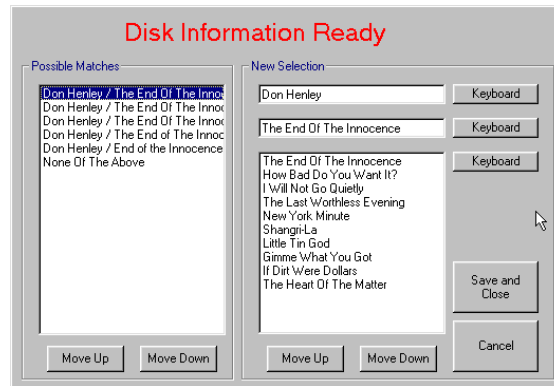 Disk Information Ready
Possible Matches
Don Henley / The End Of The Inno
Don Henley / The End Of The Inno
Don Henley / The End Of The Inno
Don Henley / The End of The Innoc
Don Henley / End of the Innocence
None Of The Above
Move Up
Move Down
New Selection
Don Henley
Keyboard
The End Of The Innocence
Keyboard
The End Of The Innocence
How Bad Do You Want It?
I Will Not Go Quietly
The Last Worthless Evening
New York Minute
Shangri-La
Little Tin God
Gimme What You Got
If Dirt Were Dollars
The Heart Of The Matter
Keyboard
Move Up
Move Down
Save and
Close
Cancel